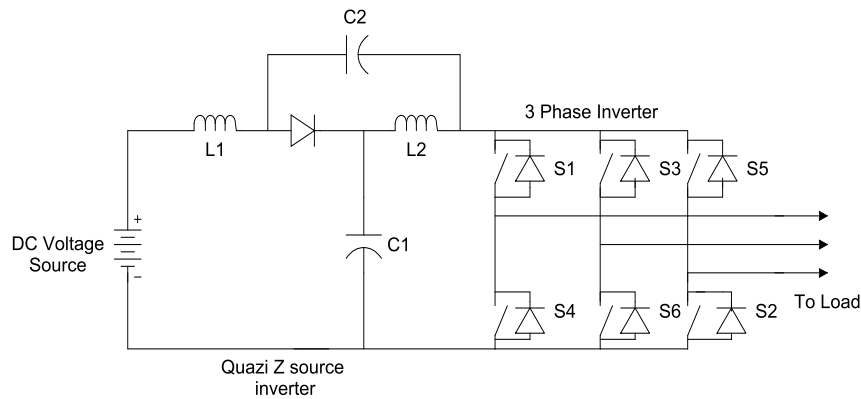 C2
3 Phase Inverter
L1
L2
S1
S3
S5
+
DC Voltage
Source
−
C1
S4
S6
S2
To Load
Quazi Z source
inverter